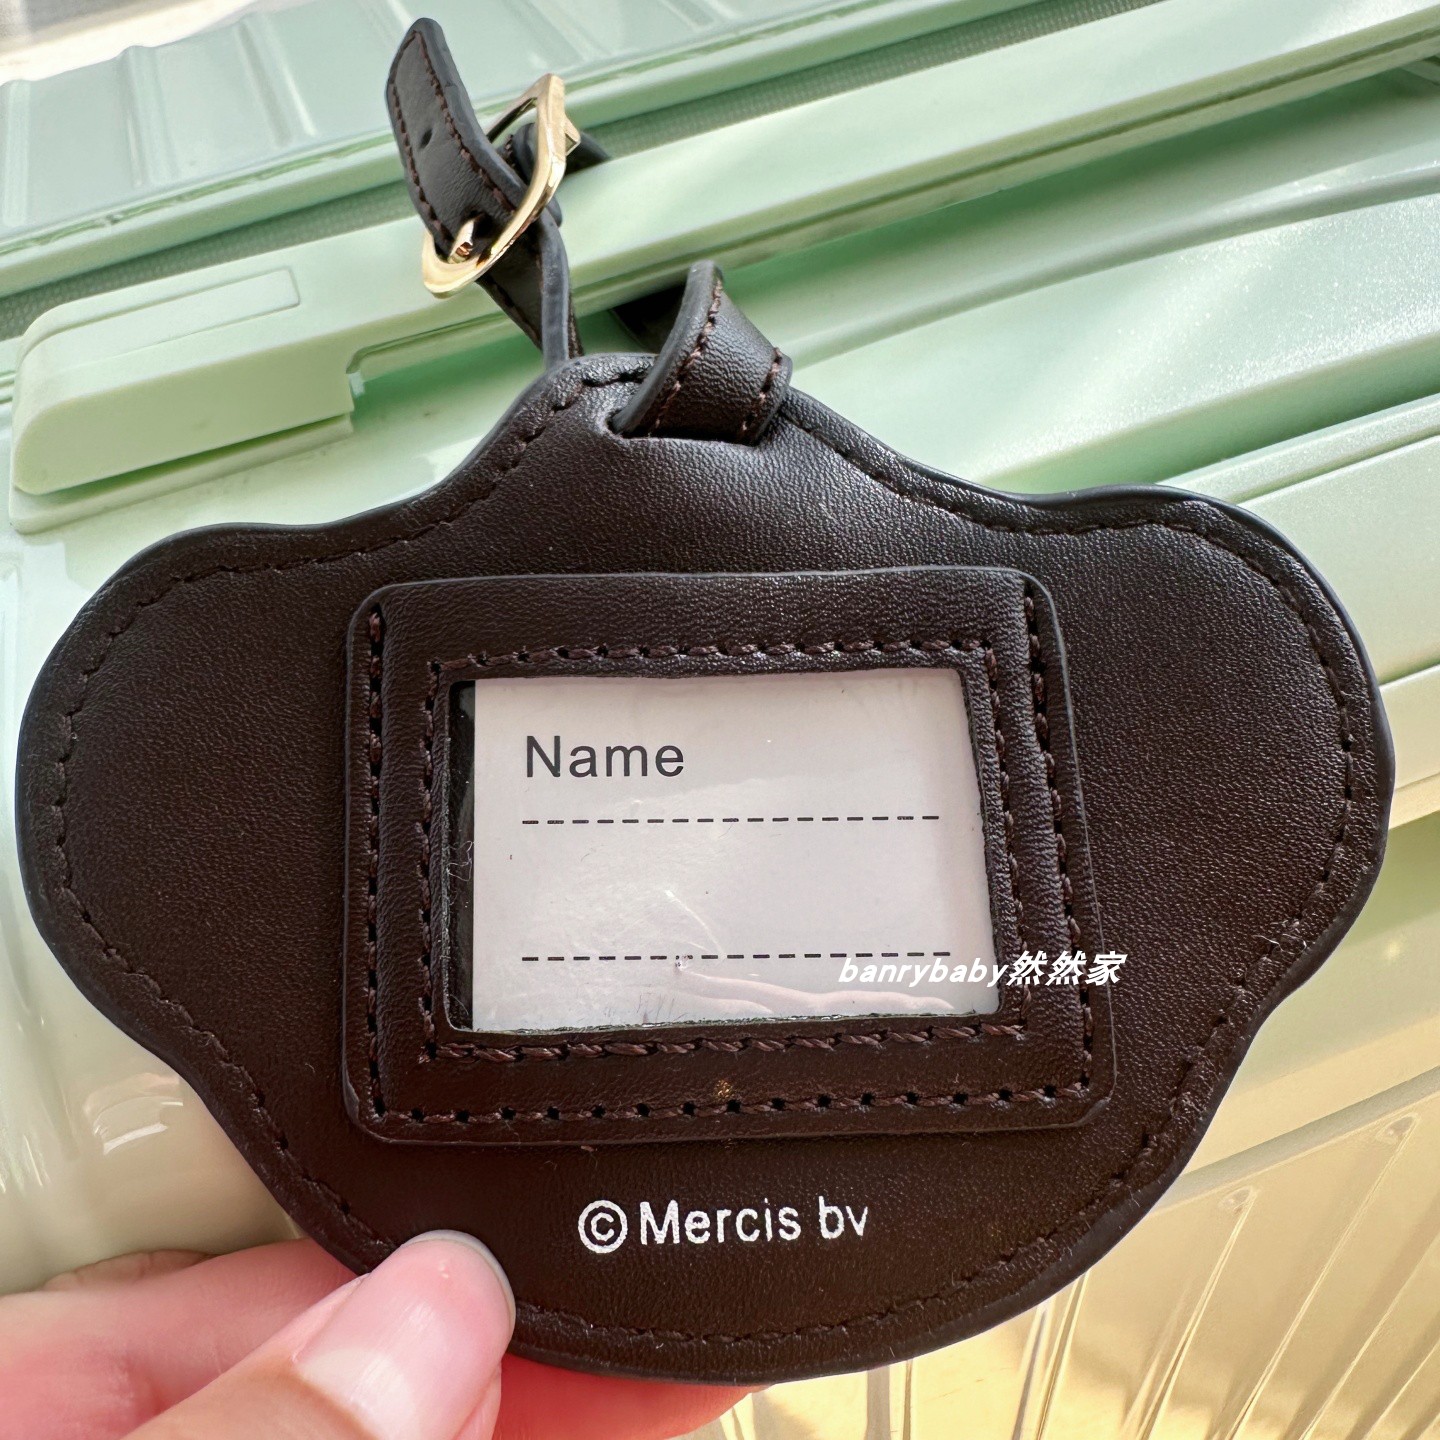 Name
banrybaby然然家
©Mercis bv